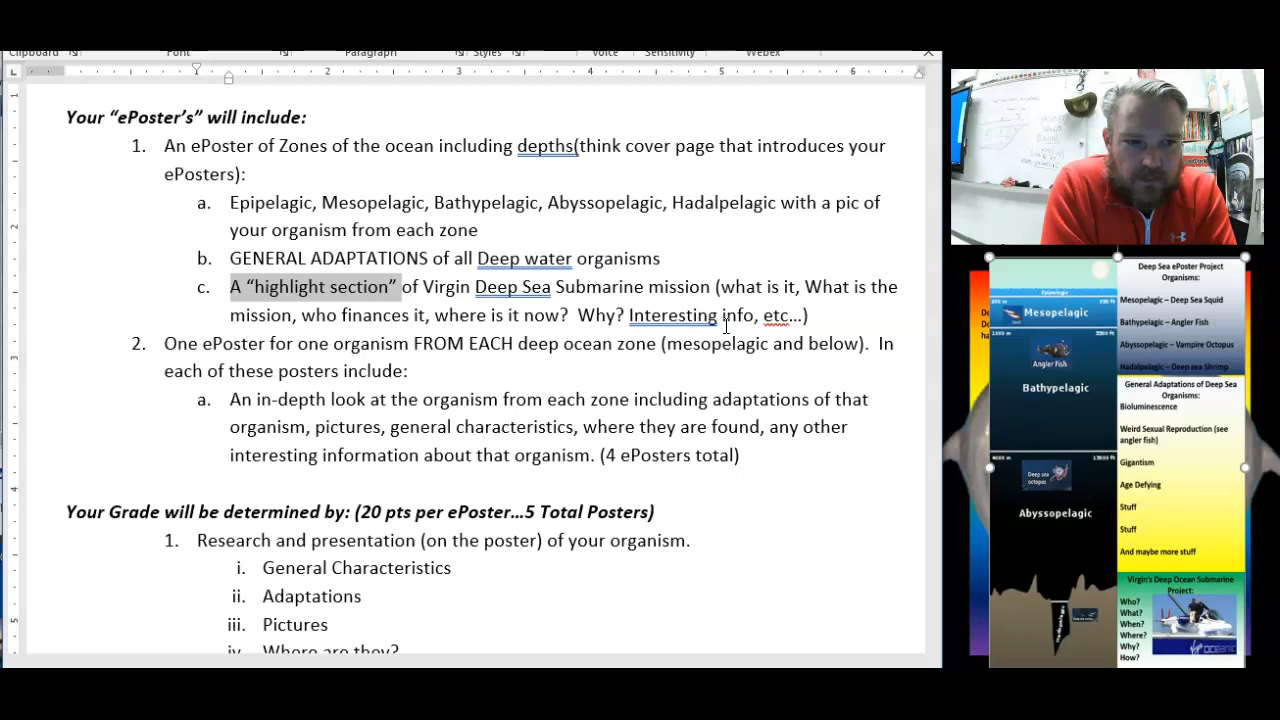 Clipboard Font Paragraph Styles Voice Sensitivity Webex
2 3 4 5 6
Your “ePoster’s” will include:
1. An ePoster of Zones of the ocean including depths(think cover page that introduces your
ePosters):
a. Epipelagic, Mesopelagic, Bathypelagic, Abyssopelagic, Hadalpelagic with a pic of
your organism from each zone
b. GENERAL ADAPTATIONS of all Deep water organisms
c. A “highlight section” of Virgin Deep Sea Submarine mission (what is it, What is the
mission, who finances it, where is it now?  Why? Interesting info, etc…)
2. One ePoster for one organism FROM EACH deep ocean zone (mesopelagic and below).  In
each of these posters include:
a. An in-depth look at the organism from each zone including adaptations of that
organism, pictures, general characteristics, where they are found, any other
interesting information about that organism. (4 ePosters total)
Your Grade will be determined by: (20 pts per ePoster…5 Total Posters)
1. Research and presentation (on the poster) of your organism.
i. General Characteristics
ii. Adaptations
iii. Pictures
iv. Where are they?
Epipelagic
Mesopelagic
Angler Fish
Bathypelagic
Deep sea
octopus
Abyssopelagic
Deep Sea ePoster Project
Organisms:
Mesopelagic – Deep Sea Squid
Bathypelagic – Angler Fish
Abyssopelagic – Vampire Octopus
Hadalpelagic – Deep sea Shrimp
General Adaptations of Deep Sea
Organisms:
Bioluminescence
Weird Sexual Reproduction (see
angler fish)
Gigantism
Age Defying
Stuff
Stuff
And maybe more stuff
Virgin’s Deep Ocean Submarine
Project:
Who?
What?
When?
Where?
Why?
How?
oceanic